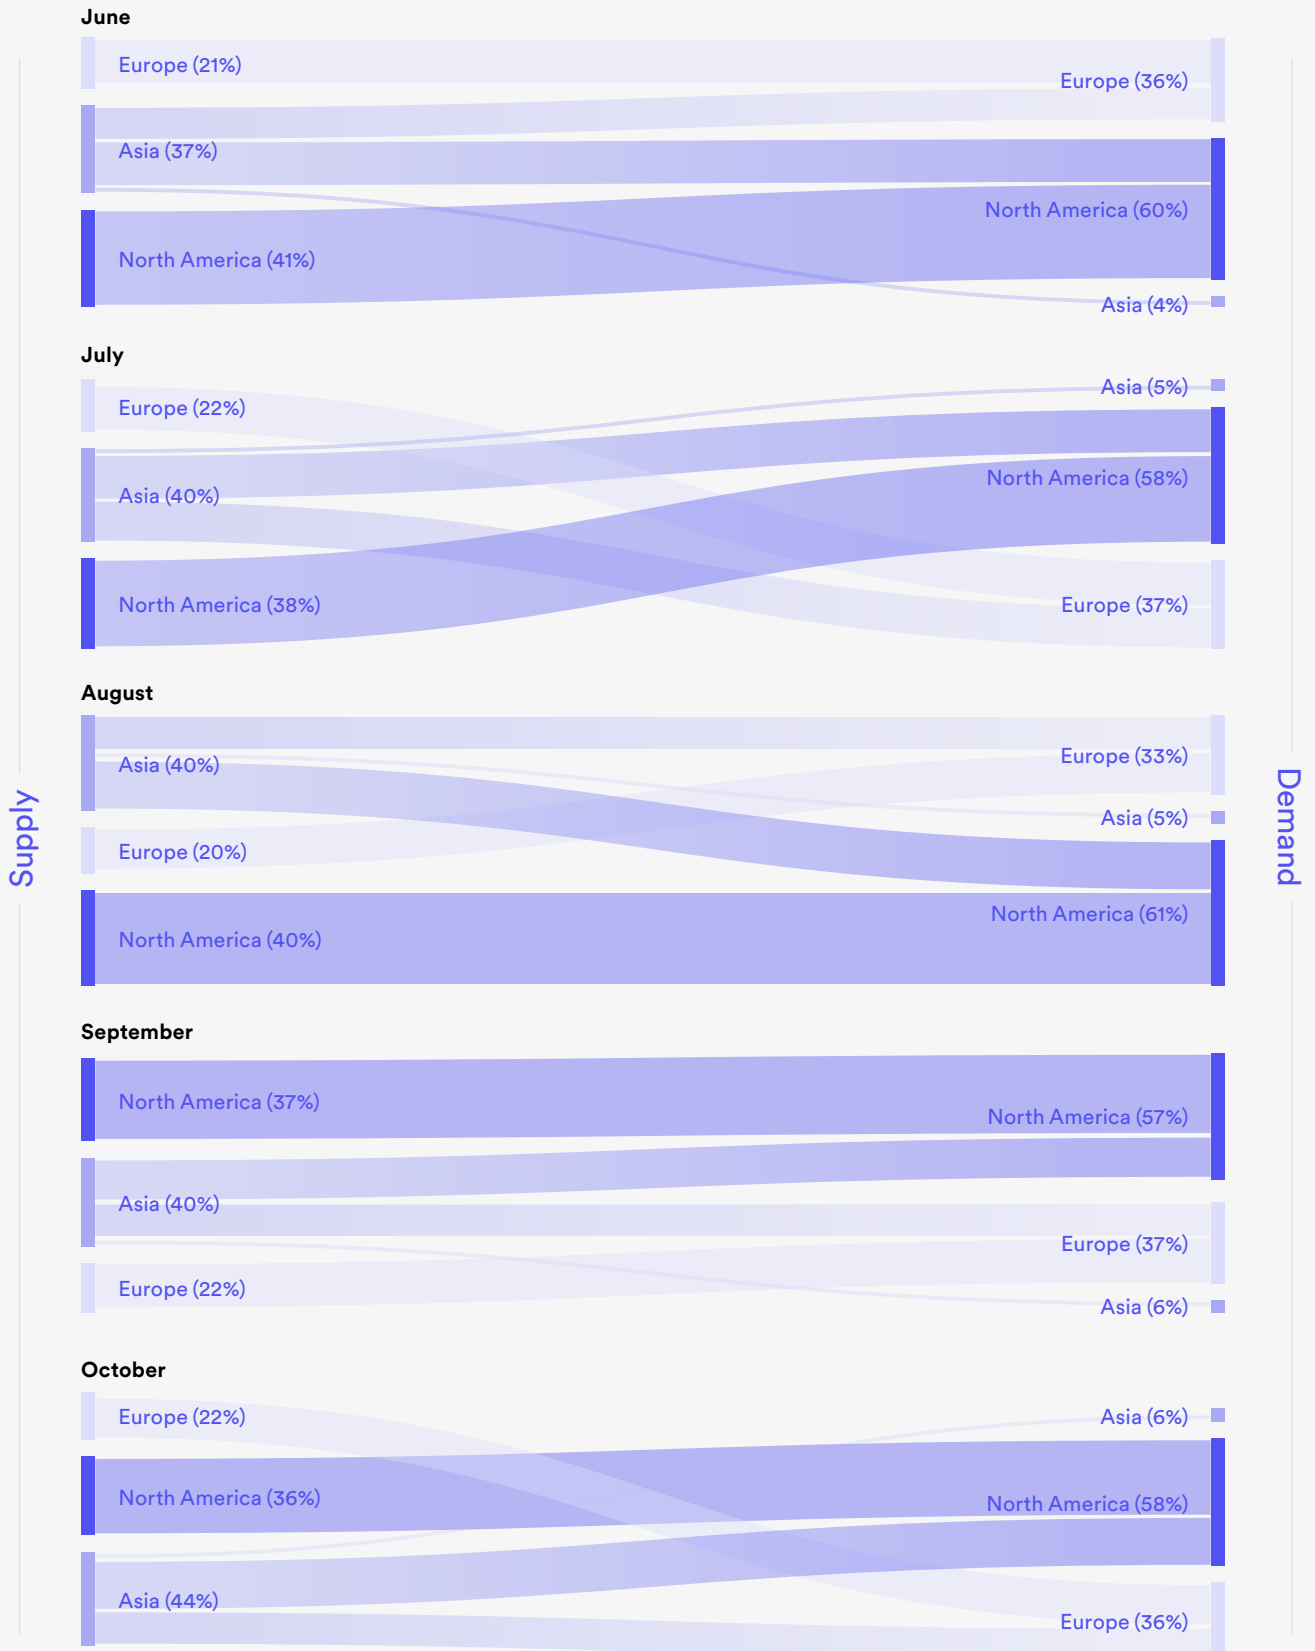 June
Europe (21%)
Europe (36%)
Asia (37%)
North America (60%)
North America (41%)
Asia (4%)
July
Asia (5%)
Europe (22%)
North America (58%)
Asia (40%)
North America (38%)
Europe (37%)
August
Europe (33%)
Asia (40%)
Asia (5%)
Europe (20%)
North America (61%)
North America (40%)
Supply
Demand
September
North America (37%)
North America (57%)
Asia (40%)
Europe (37%)
Europe (22%)
Asia (6%)
October
Europe (22%)
Asia (6%)
North America (36%)
North America (58%)
Asia (44%)
Europe (36%)